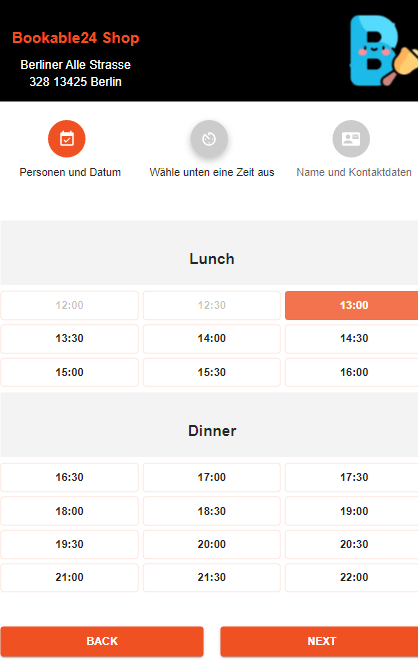 Bookable24 Shop
Berliner Alle Strasse
328 13425 Berlin
Personen und Datum
Wähle unten eine Zeit aus
Name und Kontaktdaten
Lunch
12:00 12:30 13:00
13:30 14:00 14:30
15:00 15:30 16:00
Dinner
16:30 17:00 17:30
18:00 18:30 19:00
19:30 20:00 20:30
21:00 21:30 22:00
BACK NEXT